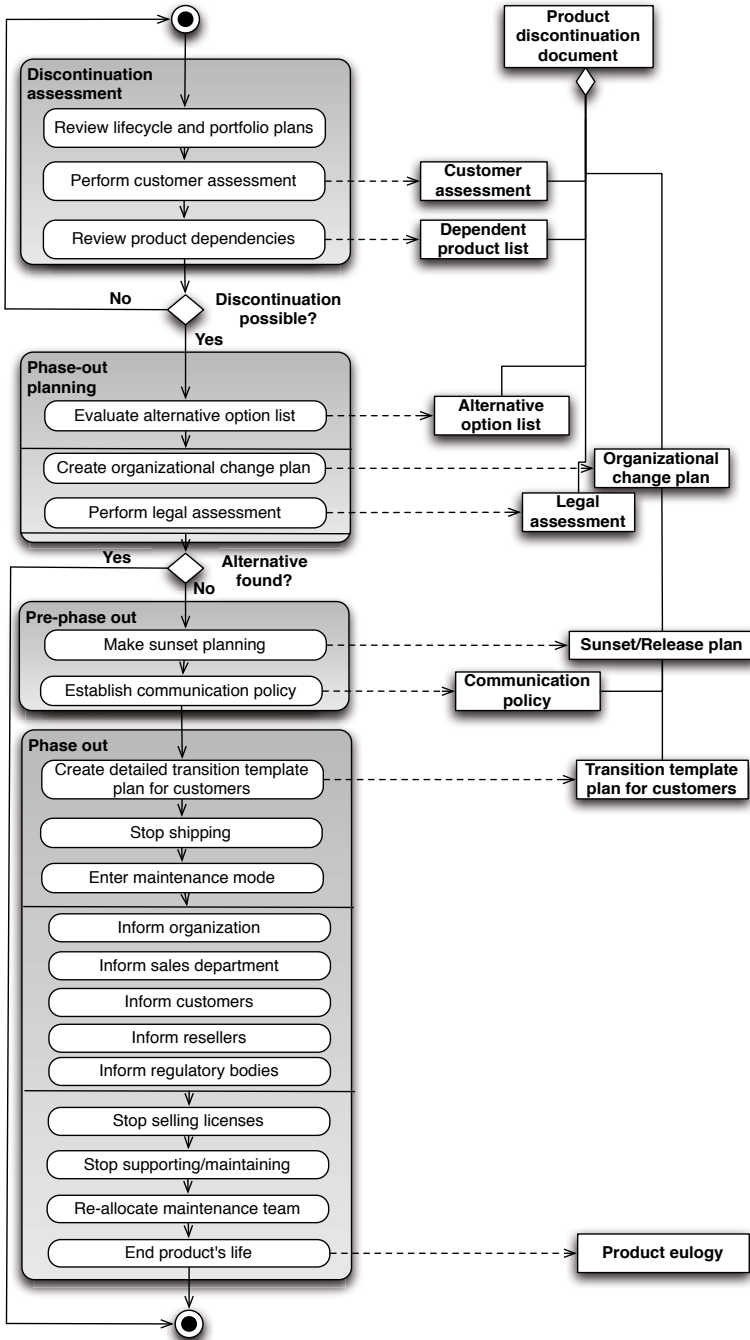 Product
discontinuation
document
Discontinuation
assessment
Review lifecycle and portfolio plans
Perform customer assessment
Customer
assessment
Review product dependencies
Dependent
product list
No
Discontinuation
possible?
Yes
Phase-out
planning
Evaluate alternative option list
Alternative
option list
Create organizational change plan
Organizational
change plan
Perform legal assessment
Legal
assessment
Yes
Alternative
found?
No
Pre-phase out
Make sunset planning
Sunset/Release plan
Establish communication policy
Communication
policy
Phase out
Create detailed transition template
plan for customers
Transition template
plan for customers
Stop shipping
Enter maintenance mode
Inform organization
Inform sales department
Inform customers
Inform resellers
Inform regulatory bodies
Stop selling licenses
Stop supporting/maintaining
Re-allocate maintenance team
End product's life
Product eulogy